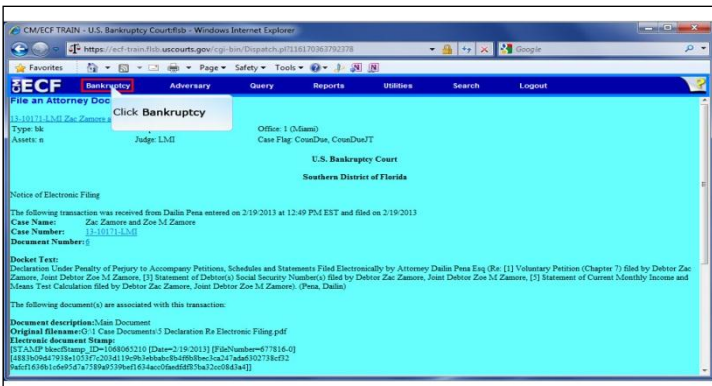 CM/ECF TRAIN - U.S. Bankruptcy Court:flsb - Windows Internet Explorer
https://ecf-train.flsb.uscourts.gov/cgi-bin/Dispatch.pl?116170363792378
Google
Favorites Page Safety Tools
ECF Bankruptcy Adversary Query Reports Utilities Search Logout ?
File an Attorney Doc
Click Bankruptcy
13-10171-LMI Zac Zamore
Type: bk Office: 1 (Miami)
Assets: n Judge: LMI Case Flag: CounDue, CounDueJT
U.S. Bankruptcy Court
Southern District of Florida
Notice of Electronic Filing
The following transaction was received from Dailin Pena entered on 2/19/2013 at 12:49 PM EST and filed on 2/19/2013
Case Name: Zac Zamore and Zoe M Zamore
Case Number: 13-10171-LMI
Document Number: 6
Docket Text:
Declaration Under Penalty of Perjury to Accompany Petitions, Schedules and Statements Filed Electronically by Attorney Dailin Pena Esq (Re: [1] Voluntary Petition (Chapter 7) filed by Debtor Zac
Zamore, Joint Debtor Zoe M Zamore, [3] Statement of Debtor(s) Social Security Number(s) filed by Debtor Zac Zamore, Joint Debtor Zoe M Zamore, [5] Statement of Current Monthly Income and
Means Test Calculation filed by Debtor Zac Zamore, Joint Debtor Zoe M Zamore). (Pena, Dailin)
The following document(s) are associated with this transaction:
Document description:Main Document
Original filename:G:\1 Case Documents\5 Declaration Re Electronic Filing.pdf
Electronic document Stamp:
[STAMP bkecfStamp_ID=1068065210 [Date=2/19/2013] [FileNumber=677816-0]